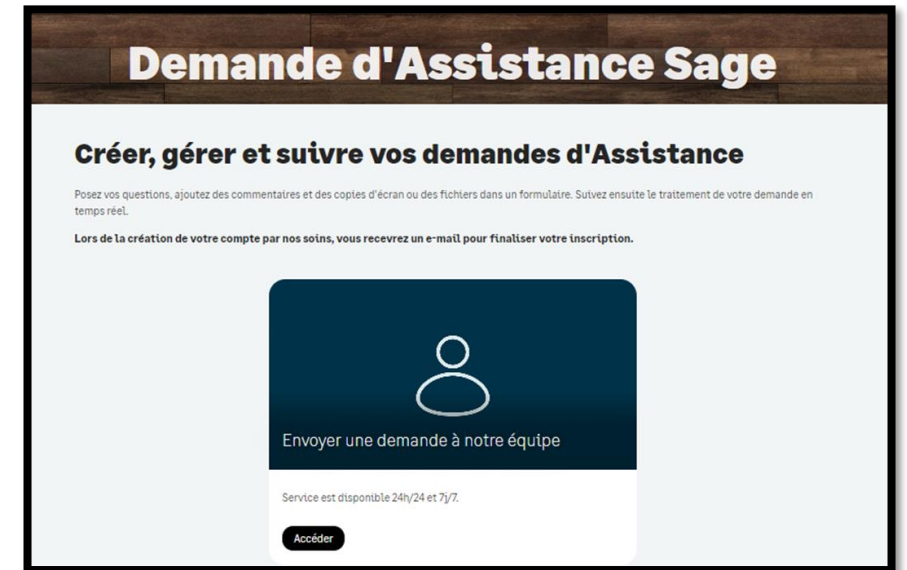 Demande d'Assistance Sage
Créer, gérer et suivre vos demandes d'Assistance
Posez vos questions, ajoutez des commentaires et des copies d'écran ou des fichiers dans un formulaire. Suivez ensuite le traitement de votre demande en
temps réel.
Lors de la création de votre compte par nos soins, vous recevrez un e-mail pour finaliser votre inscription.
Envoyer une demande à notre équipe
Service est disponible 24h/24 et 7j/7.
Accéder